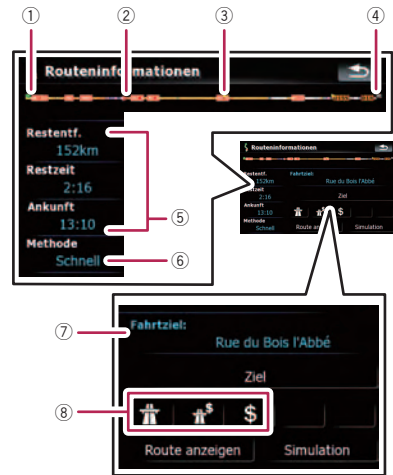 ① ② ③ ④
Routeninformationen
Restentf.
152km
Restzeit
2:16
Ankunft
13:10
Methode
Schnell
⑤
⑥
Routeninformationen
Restentf.
152km
Restzeit
2:16
Ankunft
13:10
Methode
Schnell
Fahrtziel:
Rue du Bois l'Abbé
Ziel
$
$
Route anzeigen
Simulation
⑦
Fahrtziel:
Rue du Bois l'Abbé
Ziel
⑧
$
$
Route anzeigen
Simulation